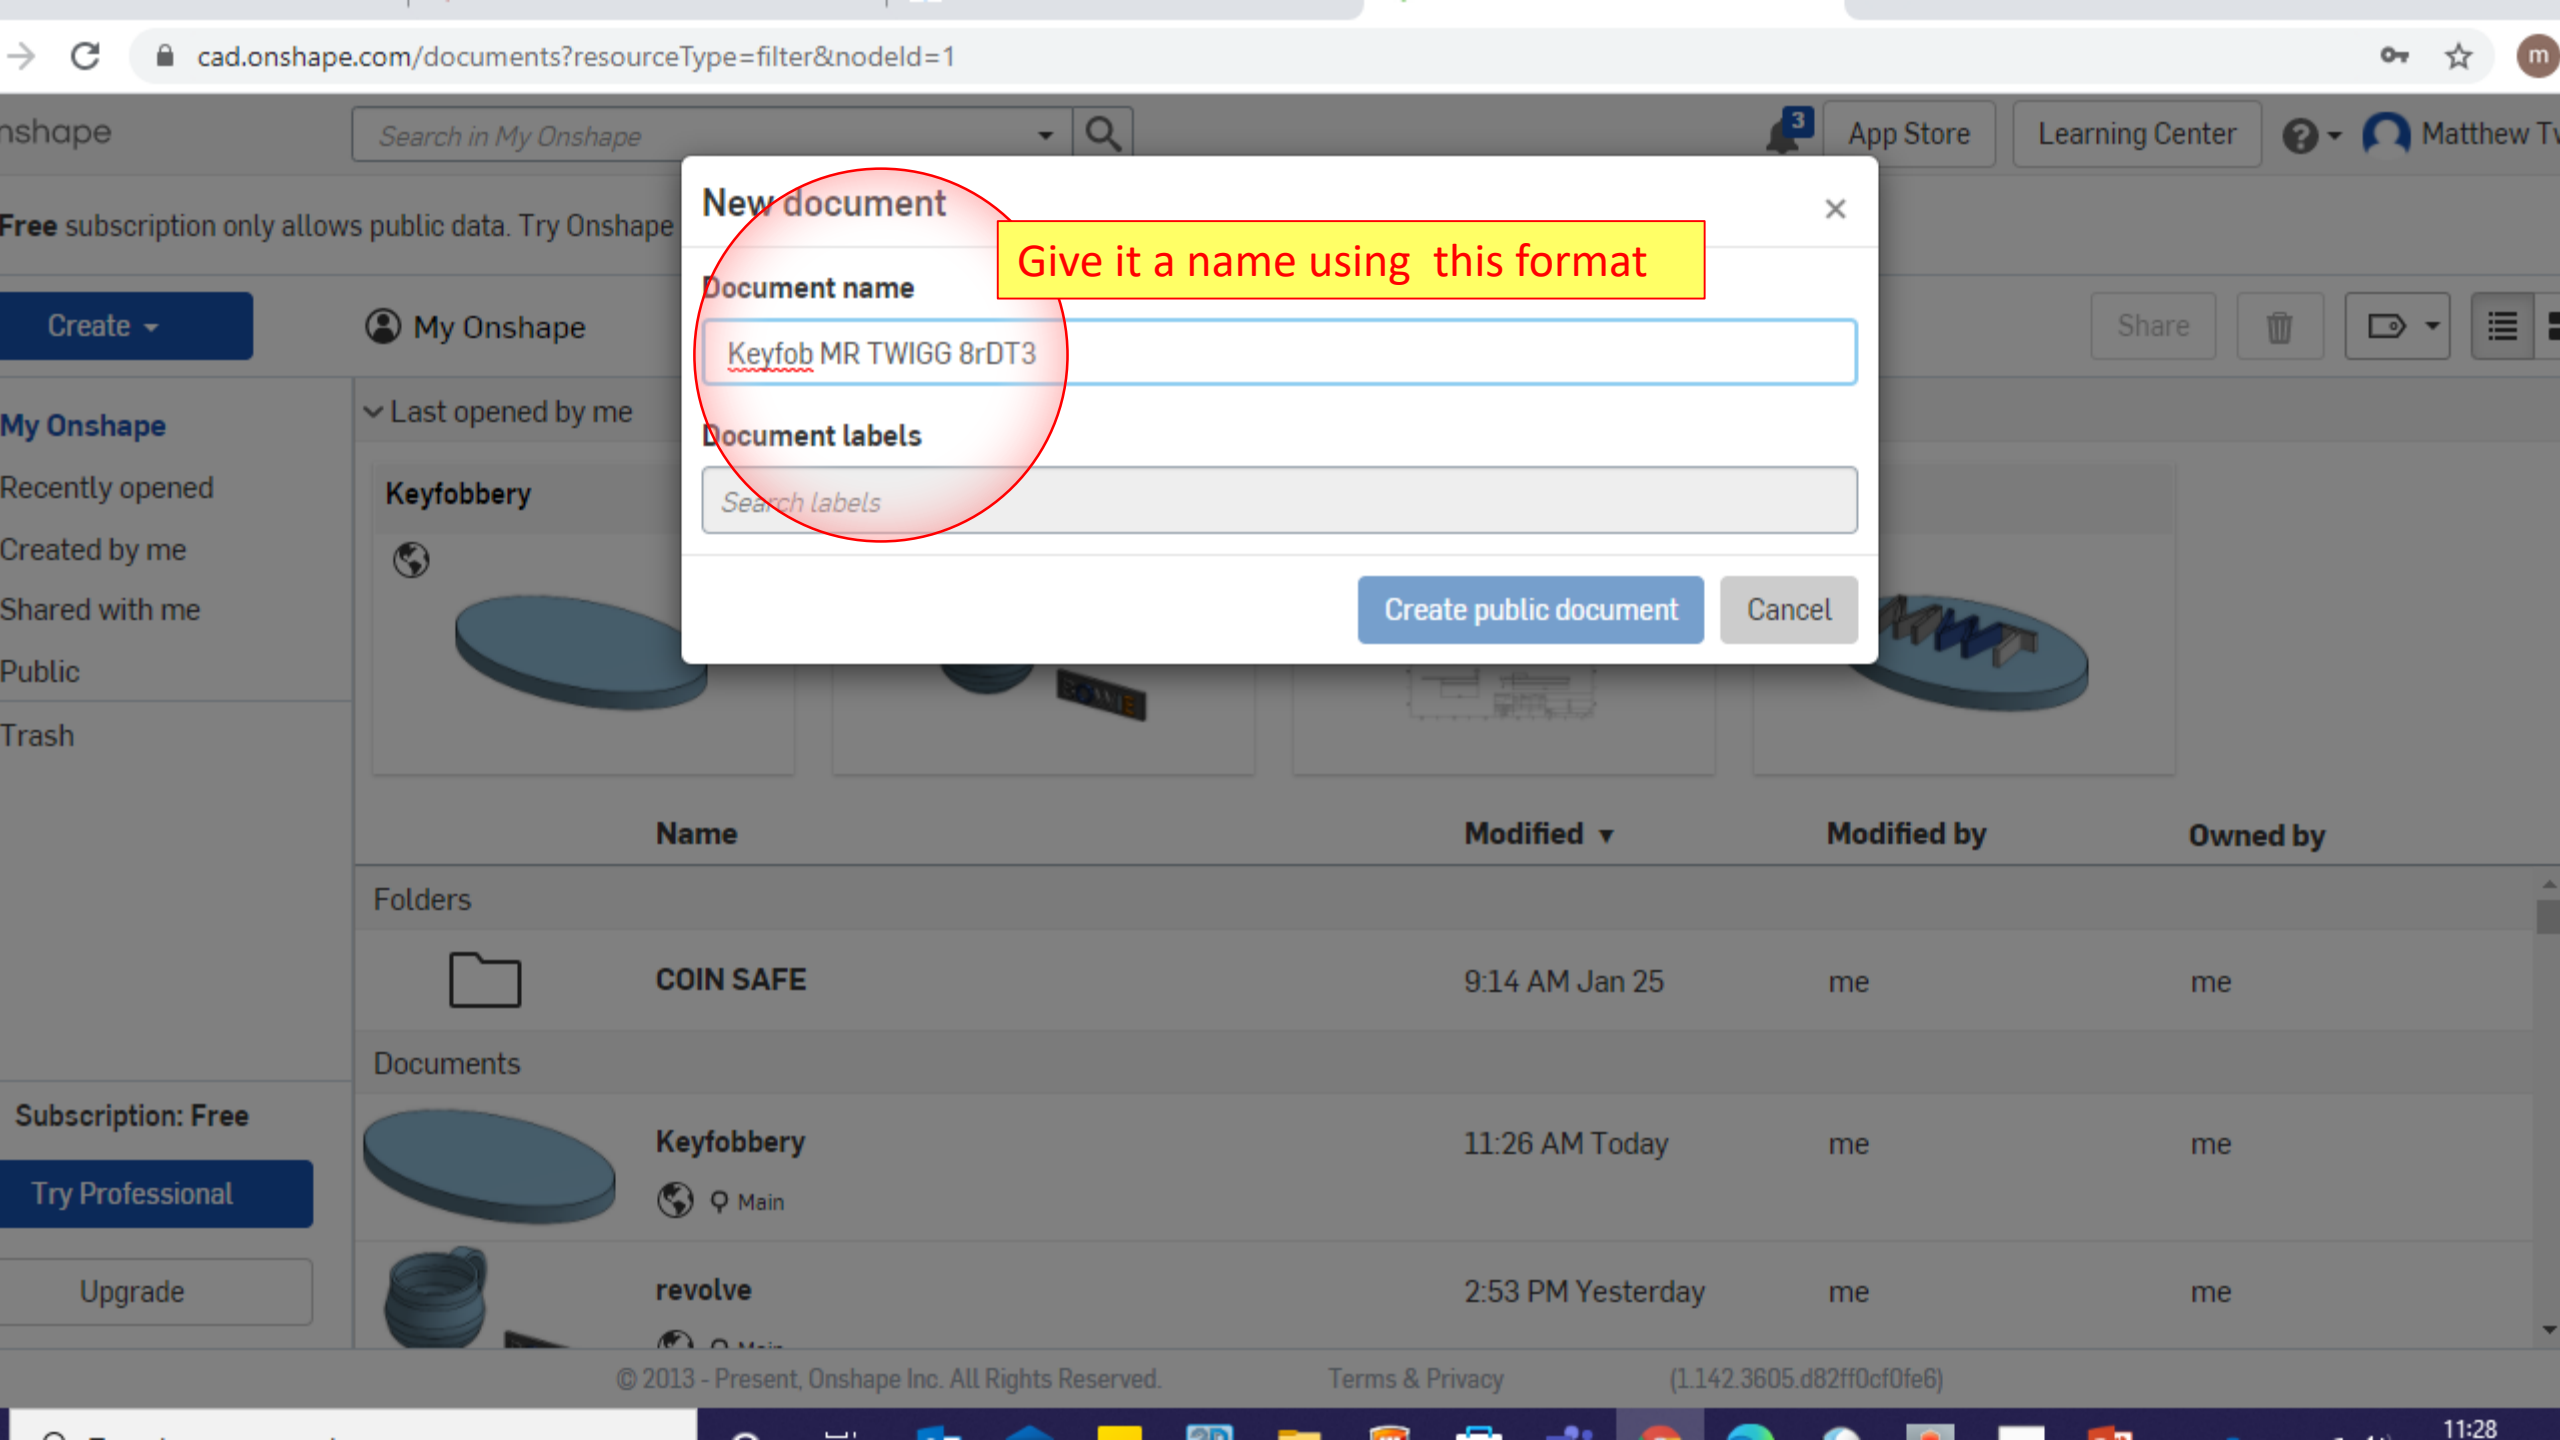 cad.onshape.com/documents?resourceType=filter&nodeId=1
m
nshape
Search in My Onshape
3
App Store
Learning Center
Matthew Tw
Free subscription only allows public data. Try Onshape
New document
Give it a name using  this format
Document name
Keyfob MR TWIGG 8rDT3
Document labels
Search labels
Create public document
Cancel
Create
My Onshape
Share
My Onshape
Recently opened
Created by me
Shared with me
Public
Trash
Last opened by me
Keyfobbery
MWT
Name
Modified
Modified by
Owned by
Folders
COIN SAFE
9:14 AM Jan 25
me
me
Documents
Keyfobbery
11:26 AM Today
me
me
Main
revolve
2:53 PM Yesterday
me
me
Main
Subscription: Free
Try Professional
Upgrade
© 2013 - Present, Onshape Inc. All Rights Reserved.
Terms & Privacy
(1.142.3605.d82ff0cf0fe6)
11:28